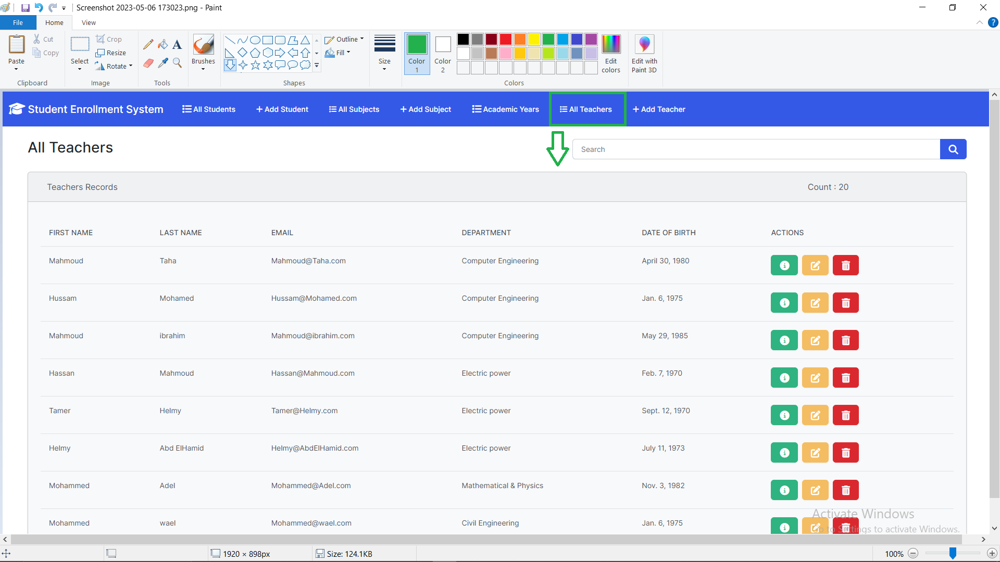 Screenshot 2023-05-06 173023.png - Paint
File Home View
Paste Cut Copy Clipboard
Select Crop Resize Rotate Image
A Tools
Brushes
Outline Fill Shapes
Size
Color 1 Color 2 Edit colors Colors
Edit with Paint 3D
Student Enrollment System All Students + Add Student All Subjects + Add Subject Academic Years All Teachers + Add Teacher
All Teachers Search
Teachers Records Count : 20
FIRST NAME LAST NAME EMAIL DEPARTMENT DATE OF BIRTH ACTIONS
Mahmoud Taha Mahmoud@Taha.com Computer Engineering April 30, 1980
Hussam Mohamed Hussam@Mohamed.com Computer Engineering Jan. 6, 1975
Mahmoud ibrahim Mahmoud@ibrahim.com Computer Engineering May 29, 1985
Hassan Mahmoud Hassan@Mahmoud.com Electric power Feb. 7, 1970
Tamer Helmy Tamer@Helmy.com Electric power Sept. 12, 1970
Helmy Abd ElHamid Helmy@AbdElHamid.com Electric power July 11, 1973
Mohammed Adel Mohammed@Adel.com Mathematical & Physics Nov. 3, 1982
Mohammed wael Mohammed@wael.com Civil Engineering Jan. 6, 1975
Activate Windows
Go to Settings to activate Windows.
1920 × 898px Size: 124.1KB 100%